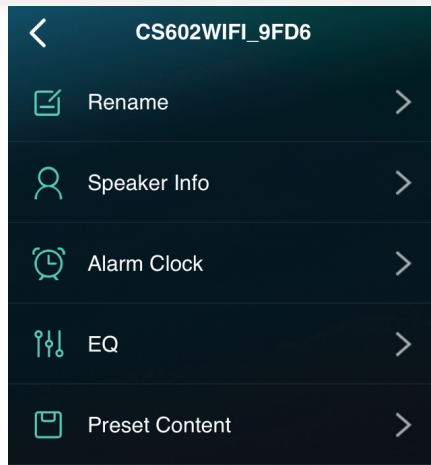 CS602WIFI_9FD6
Rename
Speaker Info
Alarm Clock
EQ
Preset Content